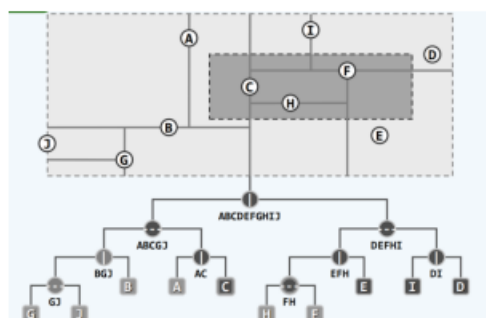 I
A
D
F
C
H
B
E
J
G
ABCDEFGHIJ
ABCGJ DEFHI
BGJ B A AC C EFH E I DI D
GJ FH
G J H F